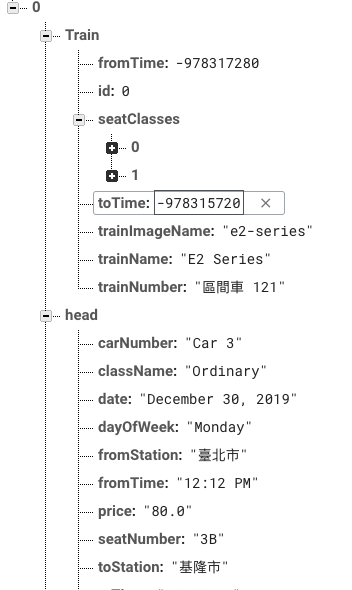 0
Train
fromTime: -978317280
id: 0
seatClasses
0
1
toTime: -978315720 ×
trainImageName: "e2-series"
trainName: "E2 Series"
trainNumber: "區間車 121"
head
carNumber: "Car 3"
className: "Ordinary"
date: "December 30, 2019"
dayOfWeek: "Monday"
fromStation: "臺北市"
fromTime: "12:12 PM"
price: "80.0"
seatNumber: "3B"
toStation: "基隆市"